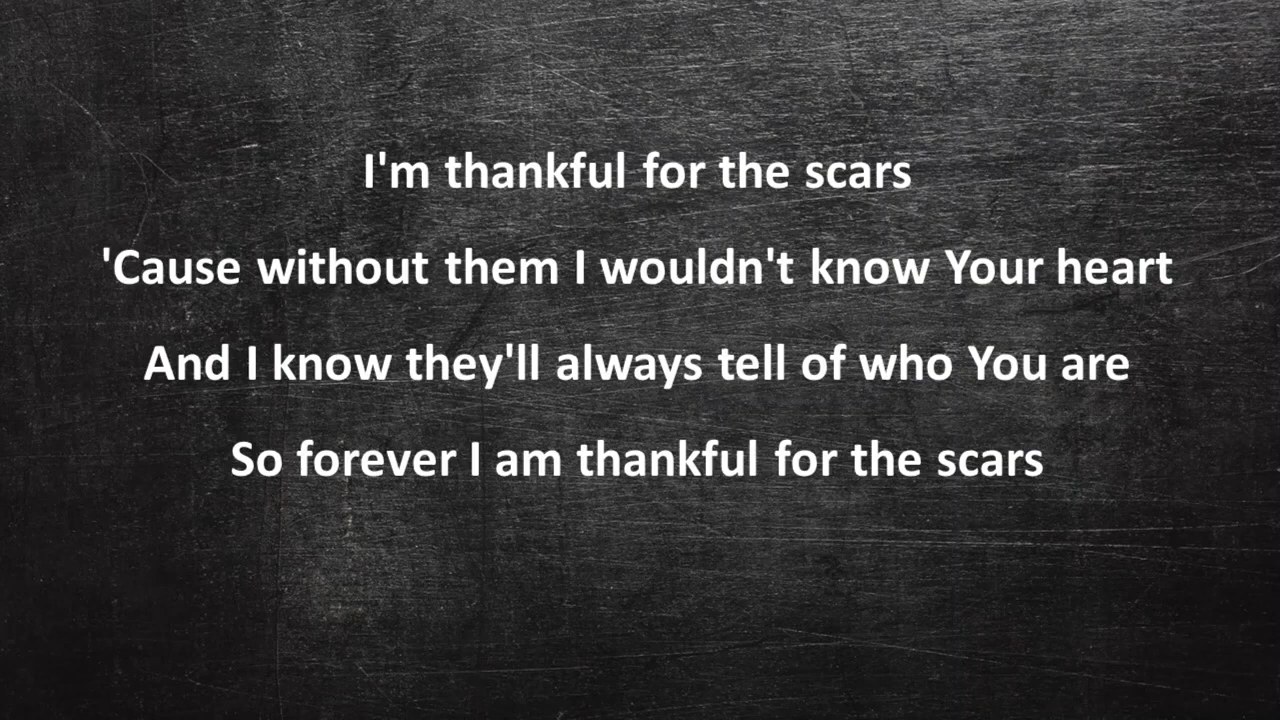 I'm thankful for the scars
'Cause without them I wouldn't know Your heart
And I know they'll always tell of who You are
So forever I am thankful for the scars